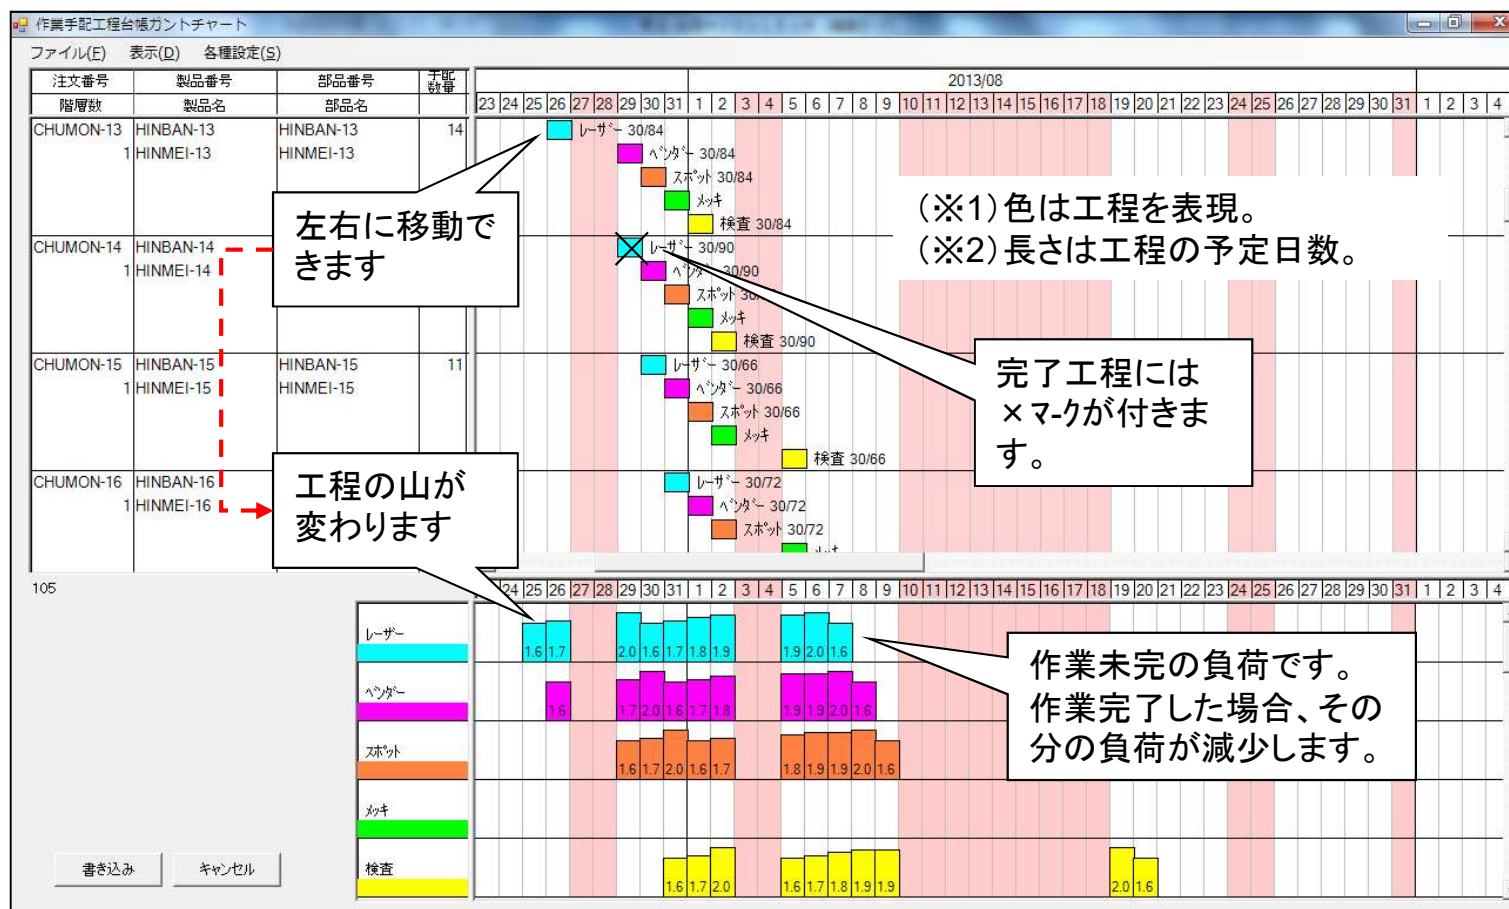 作業手配工程台帳ガントチャート
ファイル(F) 表示(D) 各種設定(S)
注文番号 製品番号 部品番号 手配数量
階層数 製品名 部品名
2013/08
23 24 25 26 27 28 29 30 31 1 2 3 4 5 6 7 8 9 10 11 12 13 14 15 16 17 18 19 20 21 22 23 24 25 26 27 28 29 30 31 1 2 3 4
CHUMON-13 HINBAN-13 HINBAN-13 14
1 HINMEI-13 HINMEI-13
ﾚｰｻﾞｰ 30/84
ﾍﾞﾝﾀﾞｰ 30/84
ｽﾎﾟｯﾄ 30/84
ﾒｯｷ
検査 30/84
左右に移動で
きます
(※1)色は工程を表現。
(※2)長さは工程の予定日数。
CHUMON-14 HINBAN-14
1 HINMEI-14
ﾚｰｻﾞｰ 30/90
ﾍﾞﾝﾀﾞｰ 30/90
ｽﾎﾟｯﾄ 30/
ﾒｯｷ
検査 30/90
完了工程には
×ﾏｰｸが付きま
す。
CHUMON-15 HINBAN-15 HINBAN-15 11
1 HINMEI-15 HINMEI-15
ﾚｰｻﾞｰ 30/66
ﾍﾞﾝﾀﾞｰ 30/66
ｽﾎﾟｯﾄ 30/66
ﾒｯｷ
検査 30/66
CHUMON-16 HINBAN-16
1 HINMEI-16
ﾚｰｻﾞｰ 30/72
ﾍﾞﾝﾀﾞｰ 30/72
ｽﾎﾟｯﾄ 30/72
工程の山が
変わります
105
24 25 26 27 28 29 30 31 1 2 3 4 5 6 7 8 9 10 11 12 13 14 15 16 17 18 19 20 21 22 23 24 25 26 27 28 29 30 31 1 2 3 4
ﾚｰｻﾞｰ
1.6 1.7 2.0 1.6 1.7 1.8 1.9 1.9 2.0 1.6
ﾍﾞﾝﾀﾞｰ
1.6 1.7 2.0 1.6 1.7 1.8 1.9 1.9 2.0 1.6
ｽﾎﾟｯﾄ
1.6 1.7 2.0 1.6 1.7 1.8 1.9 1.9 2.0 1.6
ﾒｯｷ
検査
1.6 1.7 2.0 1.6 1.7 1.8 1.9 1.9 2.0 1.6
作業未完の負荷です。
作業完了した場合、その
分の負荷が減少します。
書き込み キャンセル